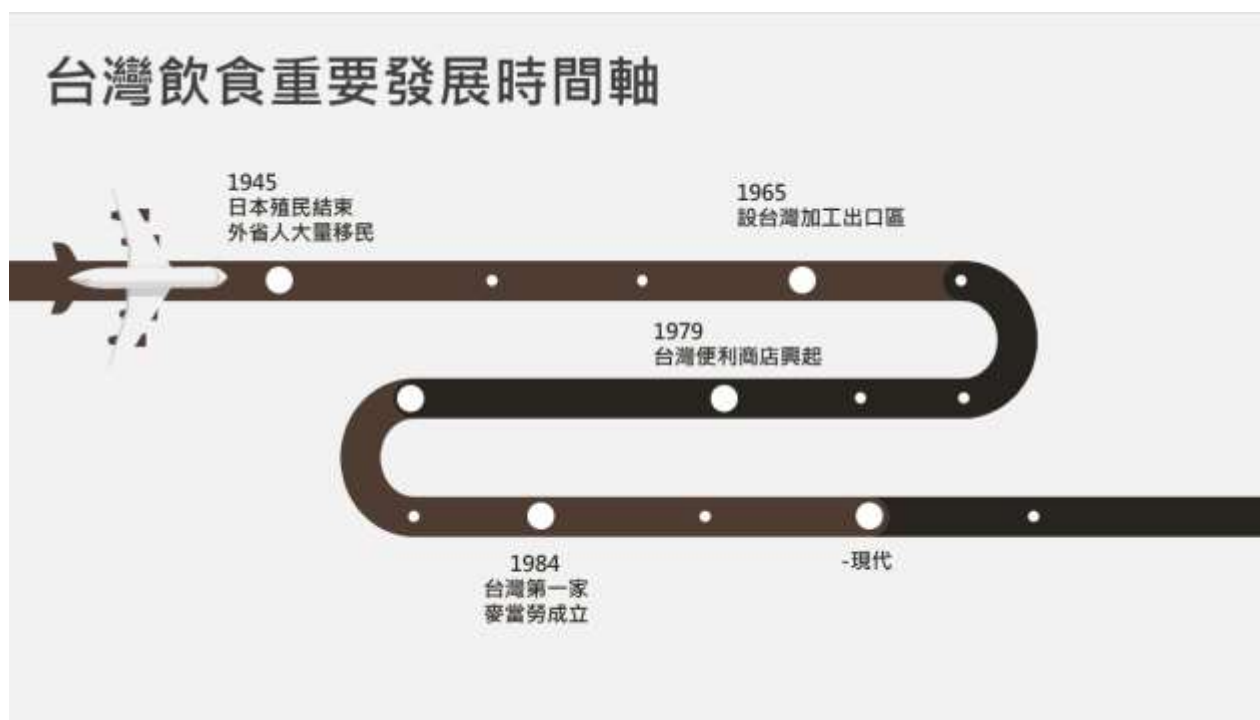 台灣飲食重要發展時間軸
1945
日本殖民結束
外省人大量移民
1965
設台灣加工出口區
1979
台灣便利商店興起
1984
台灣第一家
麥當勞成立
-現代